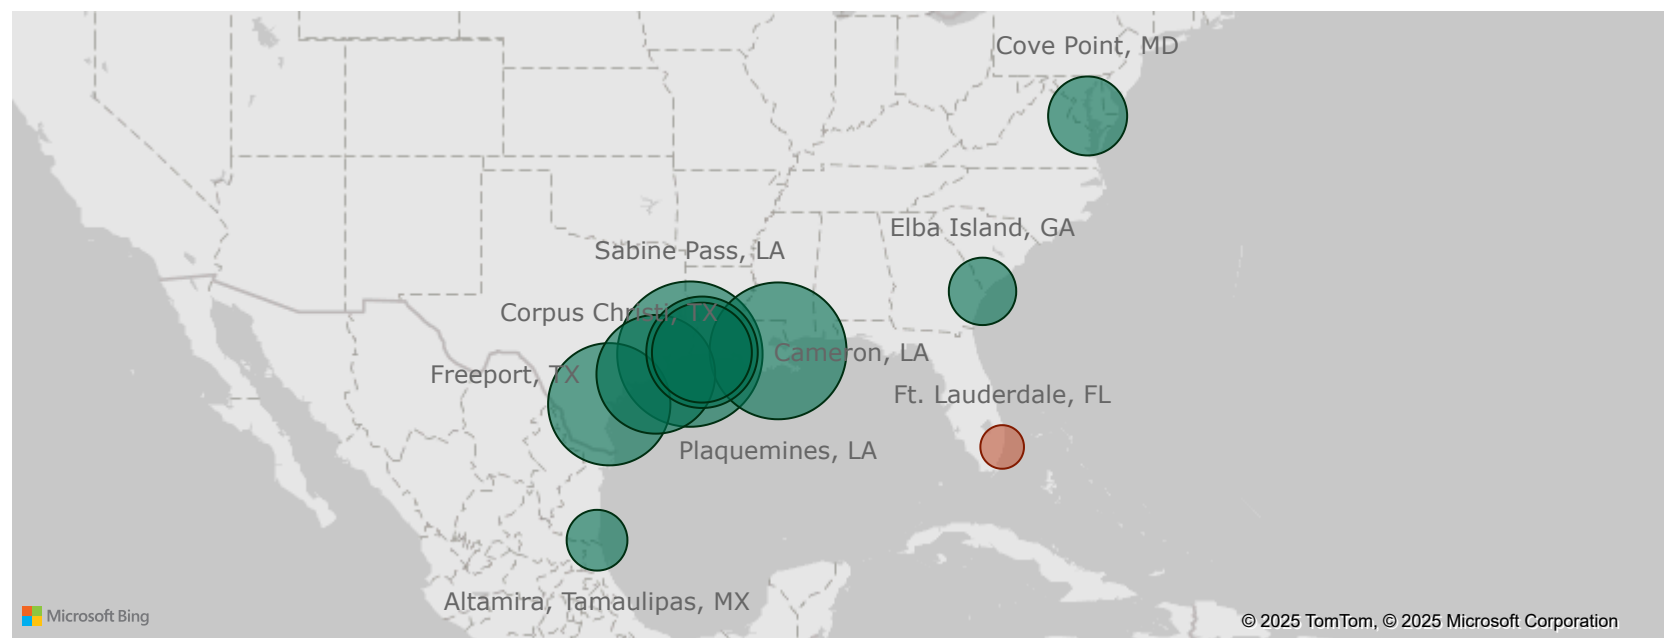 Cove Point, MD
Elba Island, GA
Sabine Pass, LA
Corpus Christi, TX
Cameron, LA
Freeport, TX
Ft. Lauderdale, FL
Plaquemines, LA
Altamira, Tamaulipas, MX
Microsoft Bing
© 2025 TomTom, © 2025 Microsoft Corporation